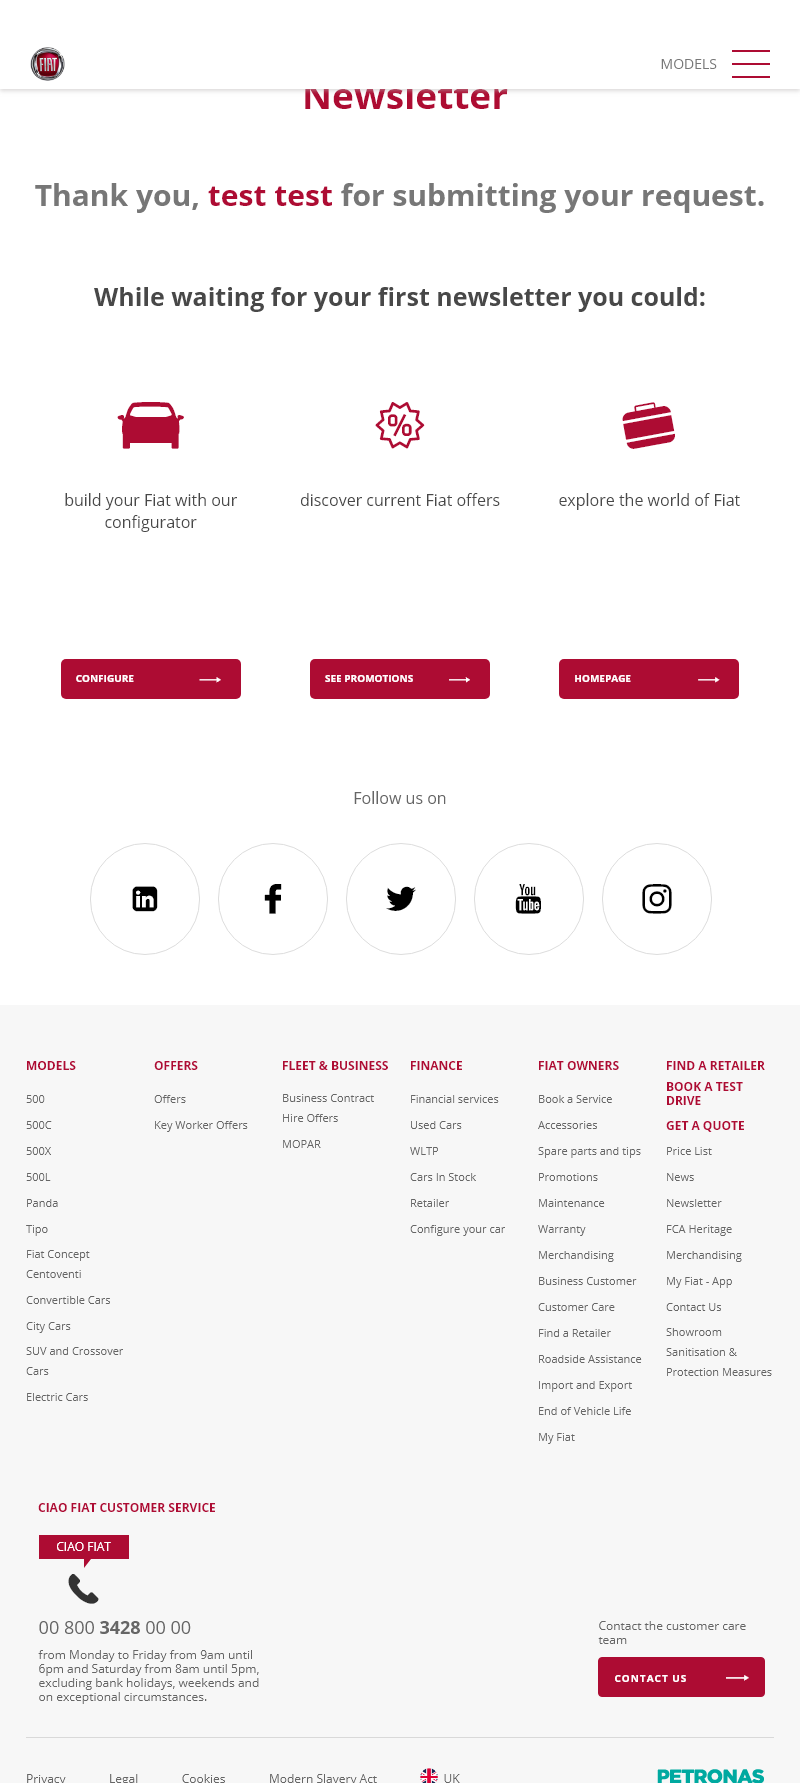 FIAT
MODELS
Newsletter
Thank you, test test for submitting your request.
While waiting for your first newsletter you could:
build your Fiat with our
configurator
discover current Fiat offers
explore the world of Fiat
CONFIGURE
SEE PROMOTIONS
HOMEPAGE
Follow us on
in
f
You
Tube
MODELS
500
500C
500X
500L
Panda
Tipo
Fiat Concept
Centoventi
Convertible Cars
City Cars
SUV and Crossover
Cars
Electric Cars
OFFERS
Offers
Key Worker Offers
FLEET & BUSINESS
Business Contract
Hire Offers
MOPAR
FINANCE
Financial services
Used Cars
WLTP
Cars In Stock
Retailer
Configure your car
FIAT OWNERS
Book a Service
Accessories
Spare parts and tips
Promotions
Maintenance
Warranty
Merchandising
Business Customer
Customer Care
Find a Retailer
Roadside Assistance
Import and Export
End of Vehicle Life
My Fiat
FIND A RETAILER
BOOK A TEST
DRIVE
GET A QUOTE
Price List
News
Newsletter
FCA Heritage
Merchandising
My Fiat - App
Contact Us
Showroom
Sanitisation &
Protection Measures
CIAO FIAT CUSTOMER SERVICE
CIAO FIAT
00 800 3428 00 00
from Monday to Friday from 9am until
6pm and Saturday from 8am until 5pm,
excluding bank holidays, weekends and
on exceptional circumstances.
Contact the customer care
team
CONTACT US
Privacy
Legal
Cookies
Modern Slavery Act
UK
PETRONAS